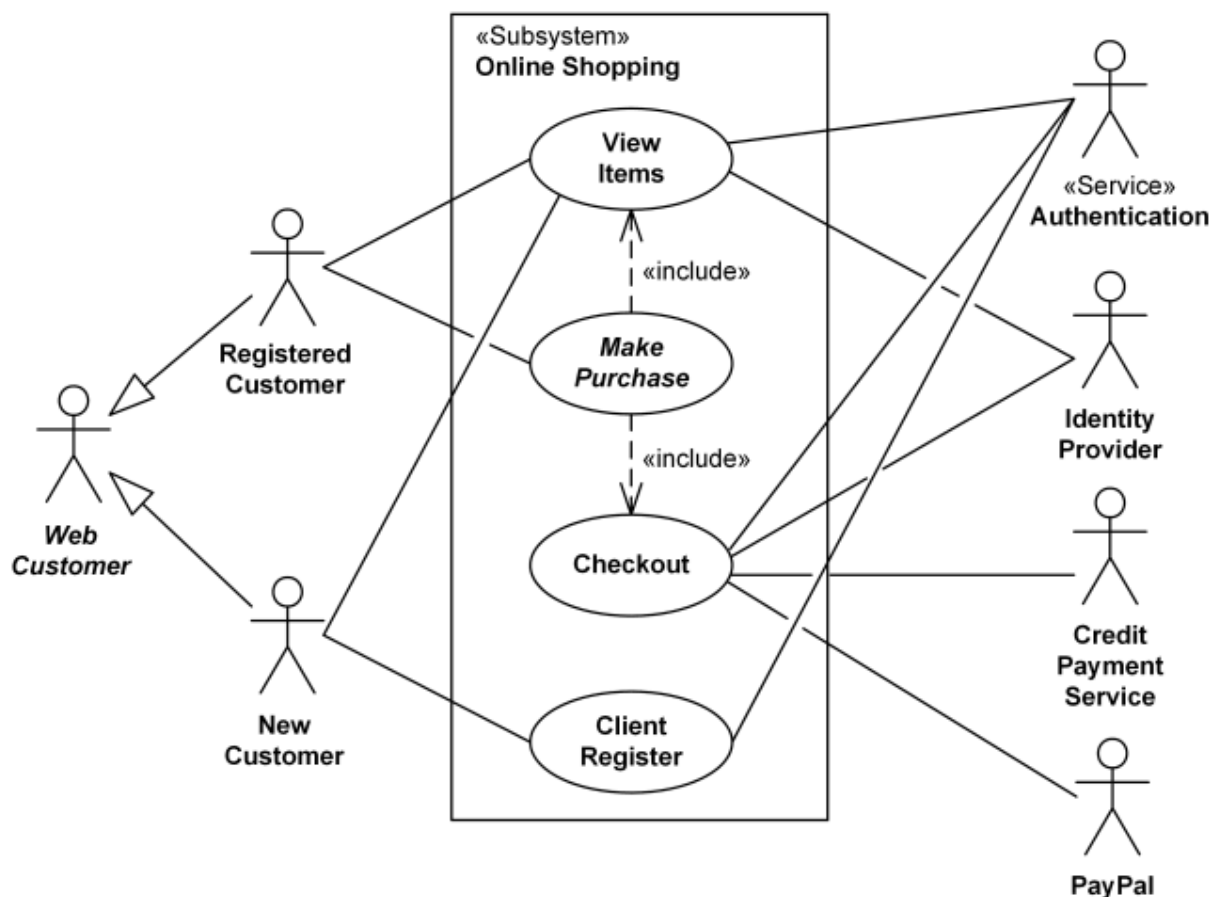 «Subsystem»
Online Shopping
View
Items
«Service»
Authentication
«include»
Registered
Customer
Make
Purchase
Identity
Provider
«include»
Web
Customer
Checkout
Credit
Payment
Service
New
Customer
Client
Register
PayPal